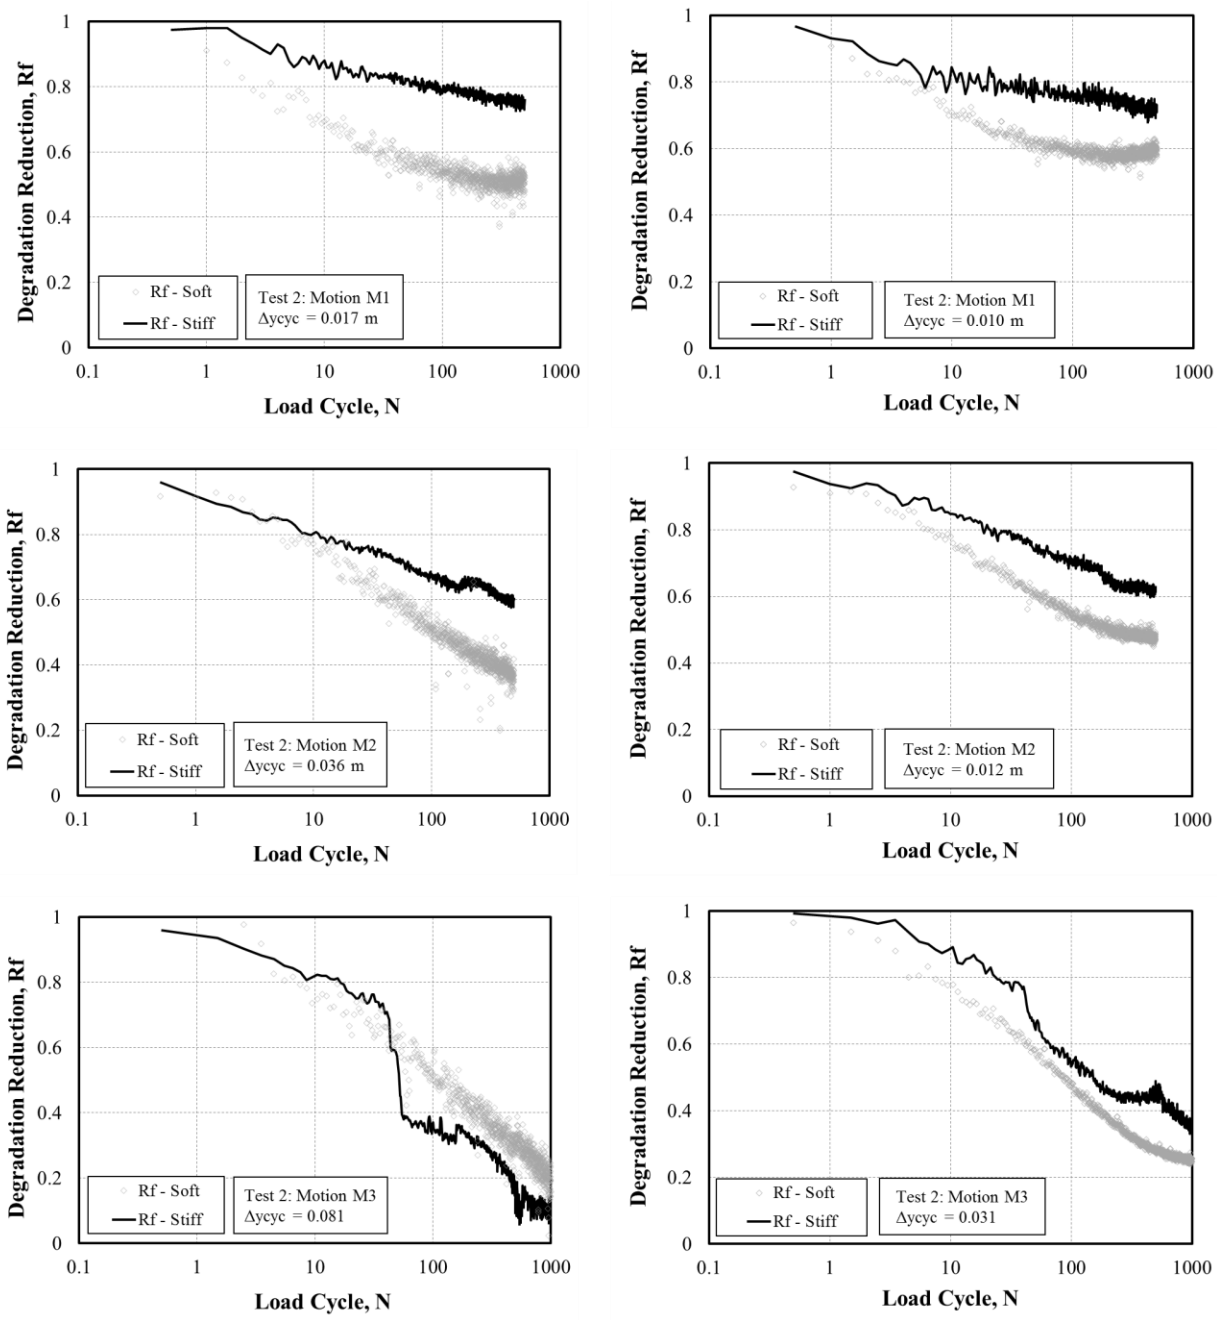 1
0.8
0.6
0.4
0.2
0
Degradation Reduction, Rf
Rf - Soft
Rf - Stiff
Test 2: Motion M1
Δycyc = 0.017 m
0.1 1 10 100 1000
Load Cycle, N
1
0.8
0.6
0.4
0.2
0
Degradation Reduction, Rf
Rf - Soft
Rf - Stiff
Test 2: Motion M1
Δycyc = 0.010 m
0.1 1 10 100 1000
Load Cycle, N
1
0.8
0.6
0.4
0.2
0
Degradation Reduction, Rf
Rf - Soft
Rf - Stiff
Test 2: Motion M2
Δycyc = 0.036 m
0.1 1 10 100 1000
Load Cycle, N
1
0.8
0.6
0.4
0.2
0
Degradation Reduction, Rf
Rf - Soft
Rf - Stiff
Test 2: Motion M2
Δycyc = 0.012 m
0.1 1 10 100 1000
Load Cycle, N
1
0.8
0.6
0.4
0.2
0
Degradation Reduction, Rf
Rf - Soft
Rf - Stiff
Test 2: Motion M3
Δycyc = 0.081
0.1 1 10 100 1000
Load Cycle, N
1
0.8
0.6
0.4
0.2
0
Degradation Reduction, Rf
Rf - Soft
Rf - Stiff
Test 2: Motion M3
Δycyc = 0.031
0.1 1 10 100 1000
Load Cycle, N